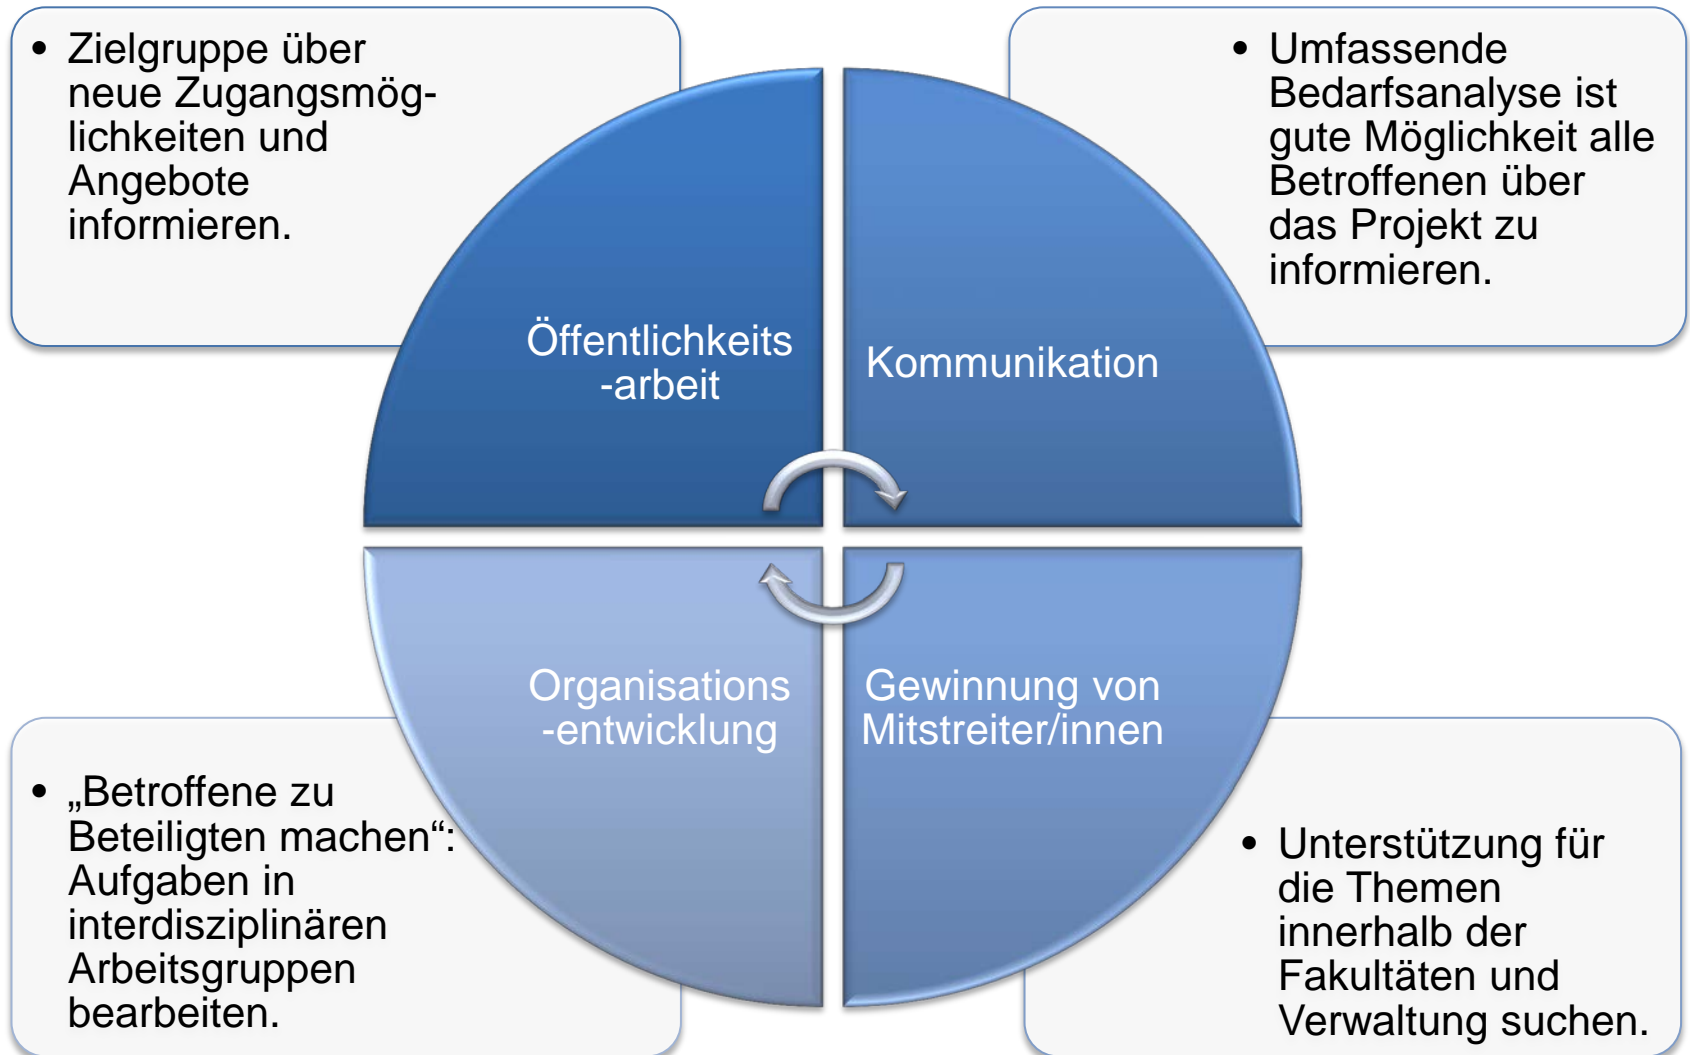 • Zielgruppe über
neue Zugangsmög-
lichkeiten und
Angebote
informieren.
• Umfassende
Bedarfsanalyse ist
gute Möglichkeit alle
Betroffenen über
das Projekt zu
informieren.
Öffentlichkeits
-arbeit
Kommunikation
Organisations
-entwicklung
Gewinnung von
Mitstreiter/innen
• „Betroffene zu
Beteiligten machen“:
Aufgaben in
interdisziplinären
Arbeitsgruppen
bearbeiten.
• Unterstützung für
die Themen
innerhalb der
Fakultäten und
Verwaltung suchen.